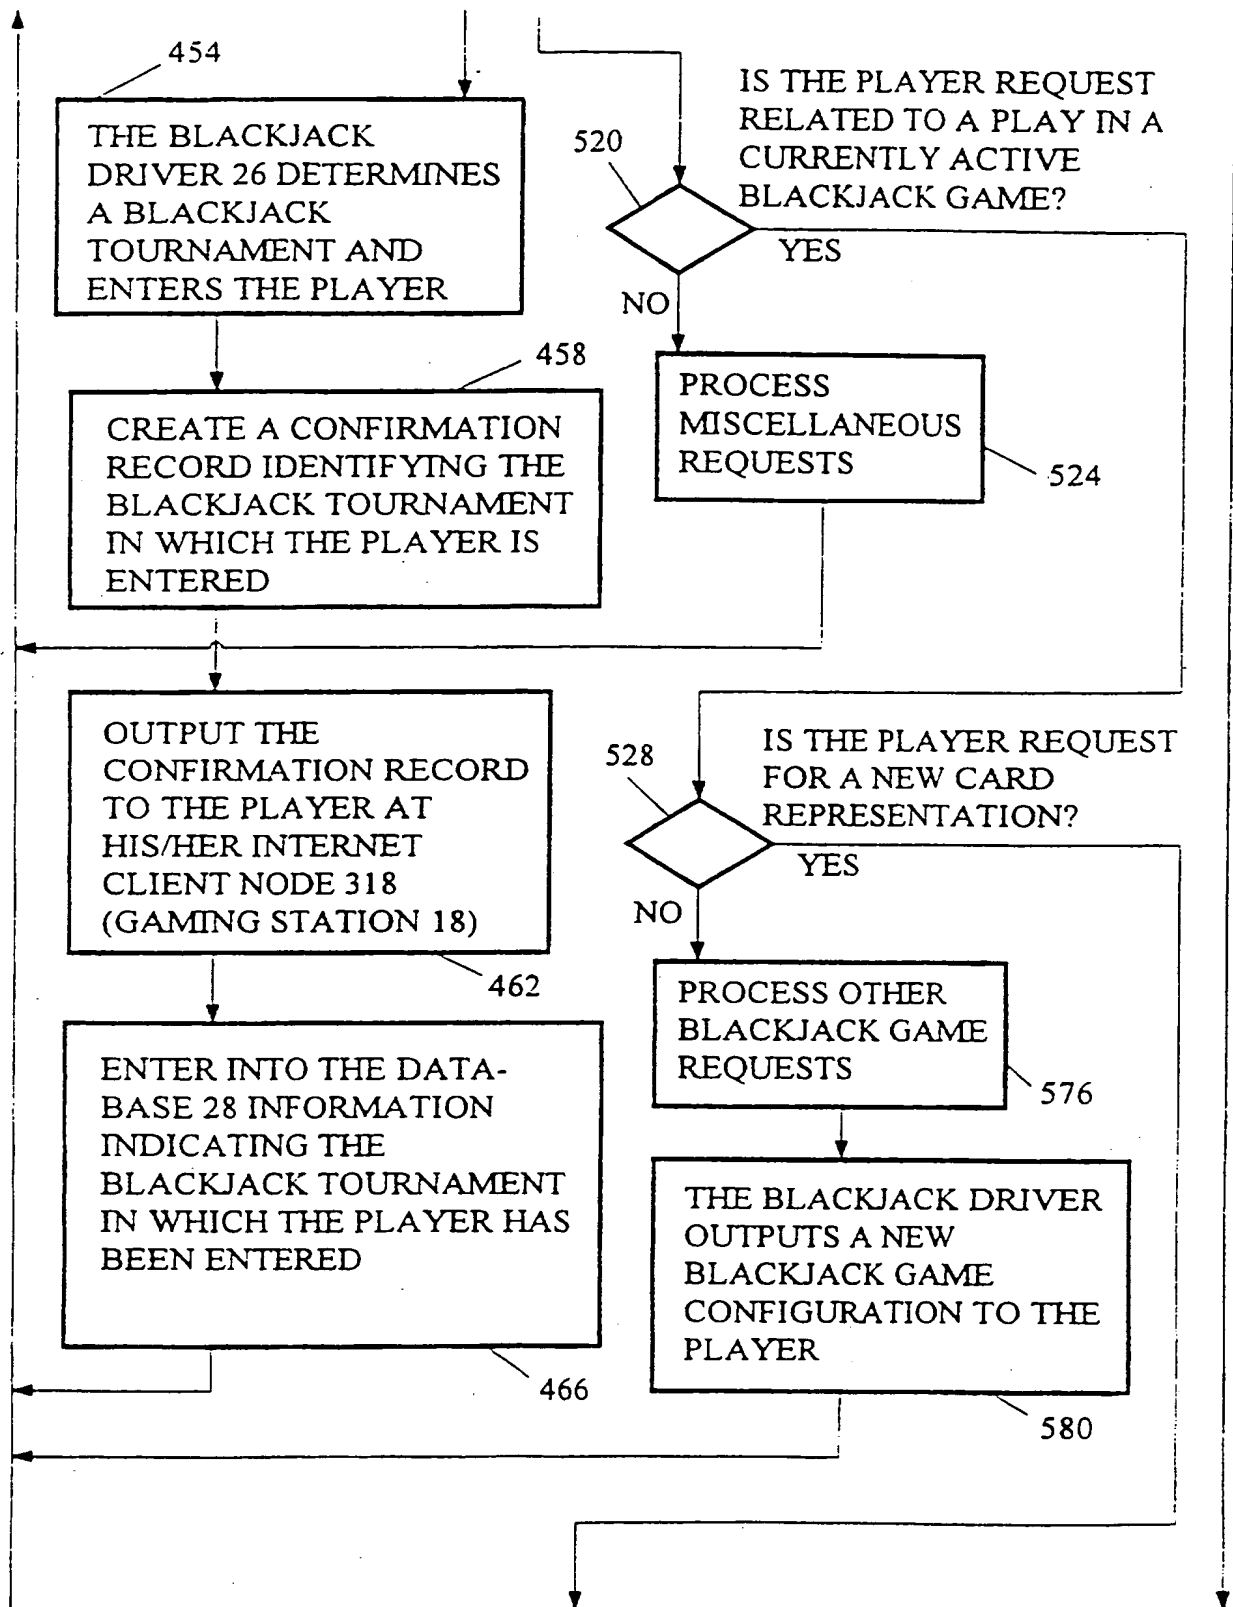 454
THE BLACKJACK
DRIVER 26 DETERMINES
A BLACKJACK
TOURNAMENT AND
ENTERS THE PLAYER
458
CREATE A CONFIRMATION
RECORD IDENTIFYING THE
BLACKJACK TOURNAMENT
IN WHICH THE PLAYER IS
ENTERED
OUTPUT THE
CONFIRMATION RECORD
TO THE PLAYER AT
HIS/HER INTERNET
CLIENT NODE 318
(GAMING STATION 18)
462
ENTER INTO THE DATA-
BASE 28 INFORMATION
INDICATING THE
BLACKJACK TOURNAMENT
IN WHICH THE PLAYER HAS
BEEN ENTERED
466
IS THE PLAYER REQUEST
RELATED TO A PLAY IN A
CURRENTLY ACTIVE
BLACKJACK GAME?
520
YES
NO
PROCESS
MISCELLANEOUS
REQUESTS
524
IS THE PLAYER REQUEST
FOR A NEW CARD
REPRESENTATION?
528
YES
NO
PROCESS OTHER
BLACKJACK GAME
REQUESTS
576
THE BLACKJACK DRIVER
OUTPUTS A NEW
BLACKJACK GAME
CONFIGURATION TO THE
PLAYER
580